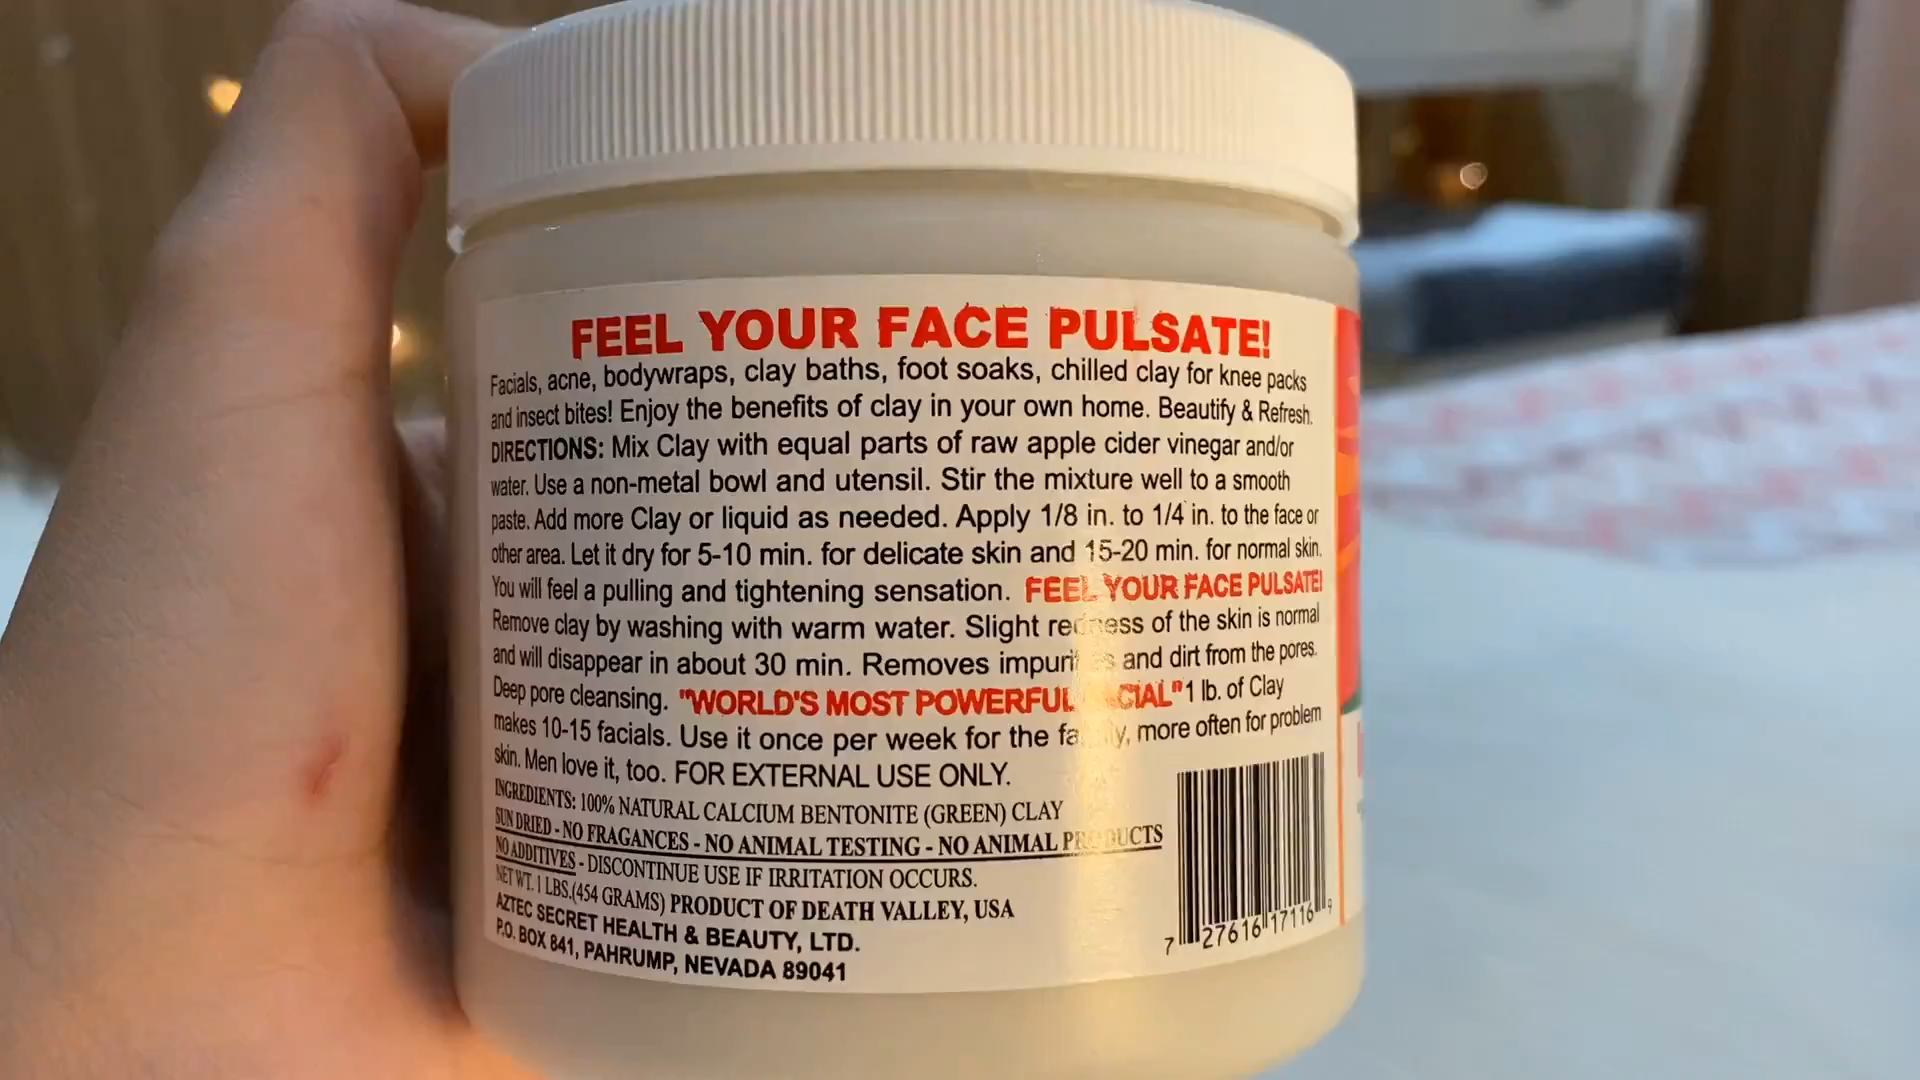 FEEL YOUR FACE PULSATE!
Facials, acne, bodywraps, clay baths, foot soaks, chilled clay for knee packs
and insect bites! Enjoy the benefits of clay in your own home. Beautify & Refresh.
DIRECTIONS: Mix Clay with equal parts of raw apple cider vinegar and/or
water. Use a non-metal bowl and utensil. Stir the mixture well to a smooth
paste. Add more Clay or liquid as needed. Apply 1/8 in. to 1/4 in. to the face or
other area. Let it dry for 5-10 min. for delicate skin and 15-20 min. for normal skin.
You will feel a pulling and tightening sensation. FEEL YOUR FACE PULSATE!
Remove clay by washing with warm water. Slight redness of the skin is normal
and will disappear in about 30 min. Removes impurities and dirt from the pores.
Deep pore cleansing. "WORLD'S MOST POWERFUL FACIAL" 1 lb. of Clay
makes 10-15 facials. Use it once per week for the family, more often for problem
skin. Men love it, too. FOR EXTERNAL USE ONLY.
INGREDIENTS: 100% NATURAL CALCIUM BENTONITE (GREEN) CLAY
SUN DRIED - NO FRAGANCES - NO ANIMAL TESTING - NO ANIMAL PRODUCTS
NO ADDITIVES - DISCONTINUE USE IF IRRITATION OCCURS.
NET WT. 1 LBS.(454 GRAMS) PRODUCT OF DEATH VALLEY, USA
AZTEC SECRET HEALTH & BEAUTY, LTD.
P.O. BOX 841, PAHRUMP, NEVADA 89041
7 27616 17116 9